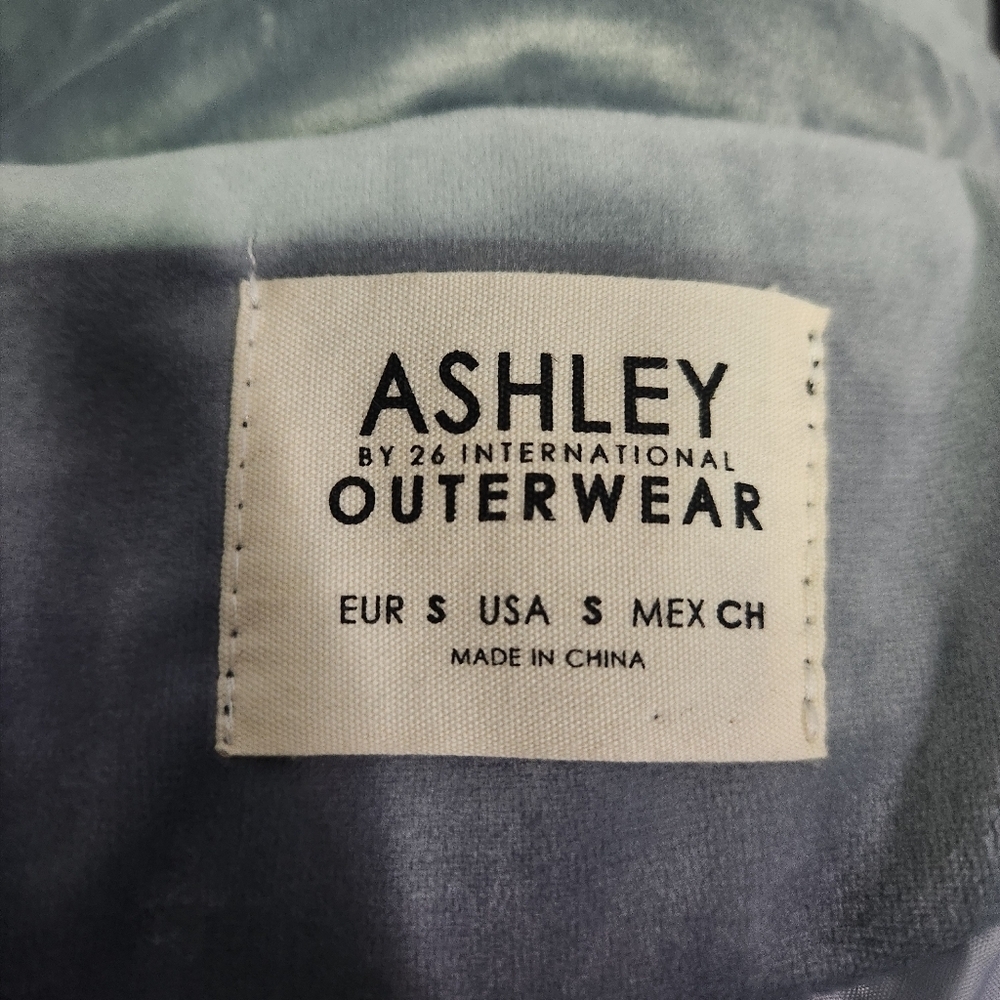 ASHLEY
BY 26 INTERNATIONAL
OUTERWEAR
EUR S USA S MEX CH
MADE IN CHINA